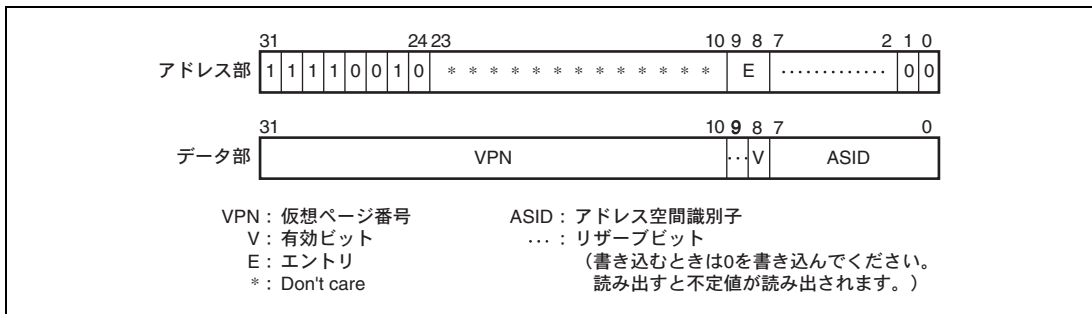 31 24 23 10 9 8 7 2 1 0
アドレス部 1 1 1 1 0 0 1 0 * * * * * * * * * * * * * * E ············· 0 0
31 10 9 8 7 0
データ部 VPN ··· V ASID
VPN : 仮想ページ番号 ASID : アドレス空間識別子
V : 有効ビット ··· : リザーブビット
E : エントリ (書き込むときは0を書き込んでください。
* : Don't care 読み出すと不定値が読み出されます。)